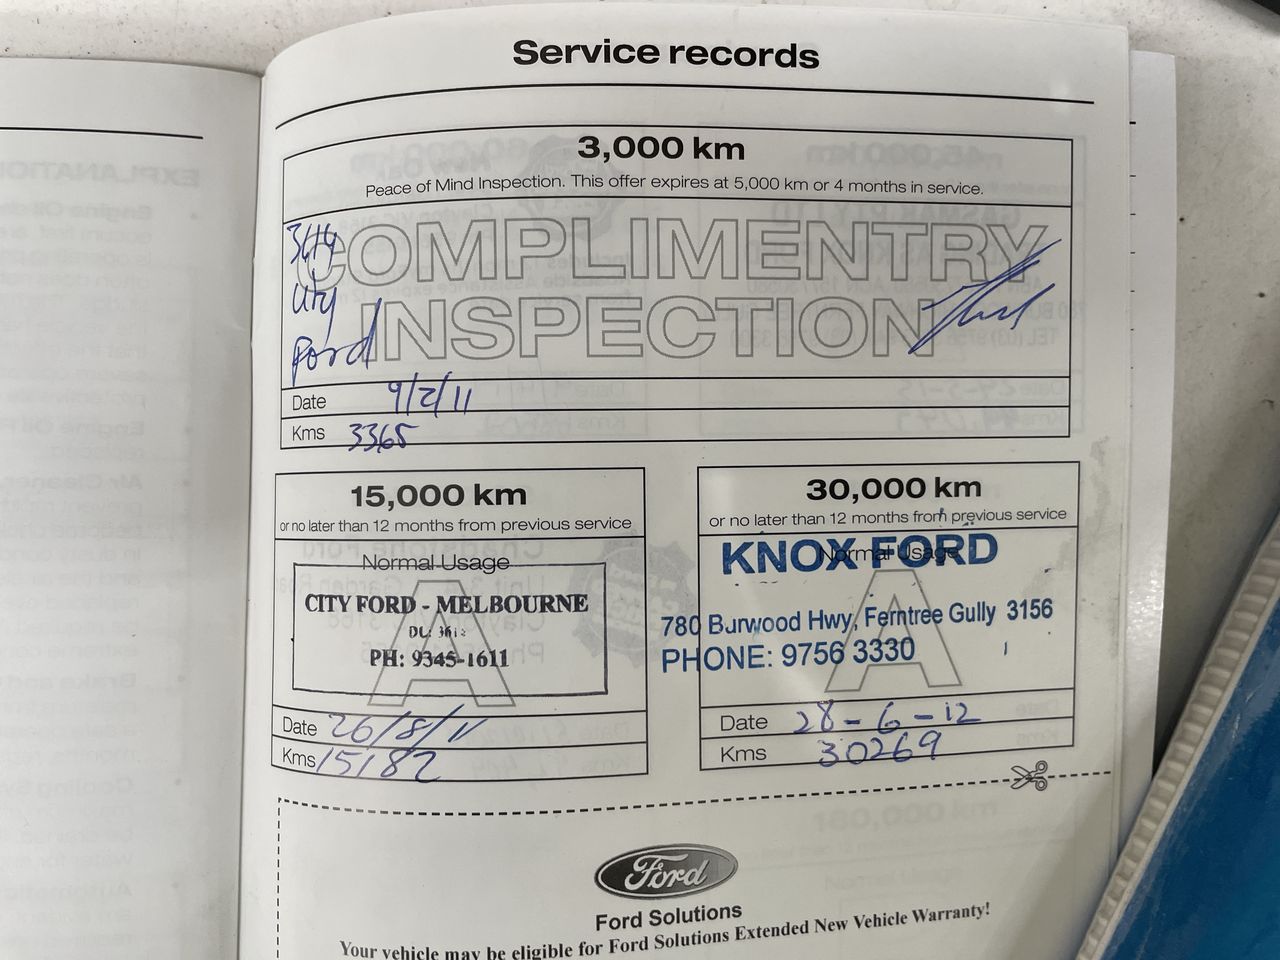 Service records
3,000 km
Peace of Mind Inspection. This offer expires at 5,000 km or 4 months in service.
COMPLIMENTRY
INSPECTION
City
Ford
Date 9/2/11
Kms 3365
15,000 km
or no later than 12 months from previous service
Normal Usage
A
CITY FORD - MELBOURNE
PH: 9345-1611
Date 26/8/11
Kms 15182
30,000 km
or no later than 12 months from previous service
Normal Usage
A
KNOX FORD
780 Burwood Hwy, Ferntree Gully 3156
PHONE: 9756 3330
Date 28-6-12
Kms 30269
Ford
Ford Solutions
Your vehicle may be eligible for Ford Solutions Extended New Vehicle Warranty!